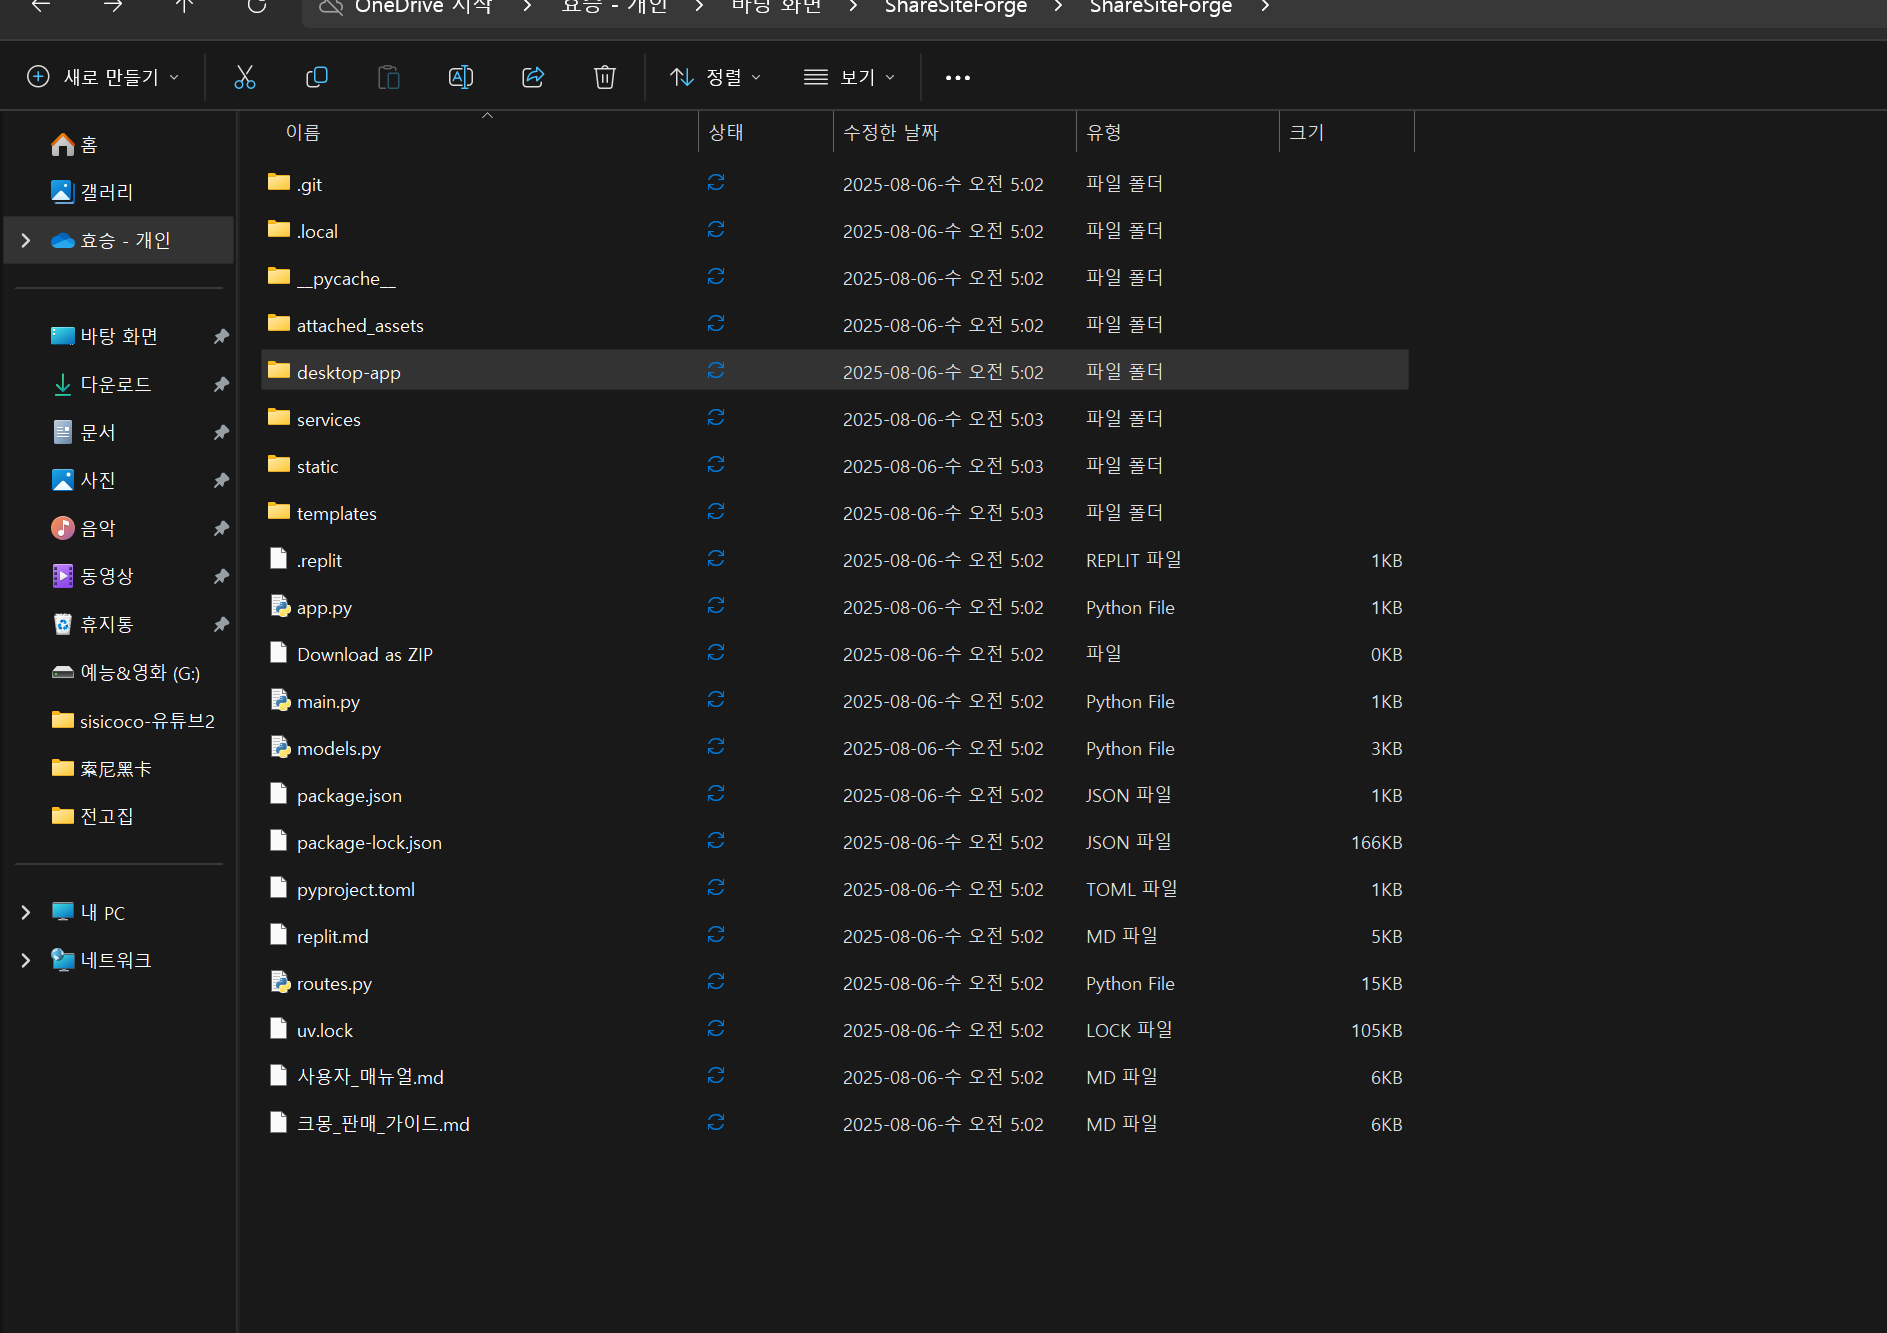 OneDrive 시작 효승 - 개인 바탕 화면 ShareSiteForge ShareSiteForge
새로 만들기 정렬 보기
이름 상태 수정한 날짜 유형 크기
홈
갤러리
효승 - 개인
바탕 화면
다운로드
문서
사진
음악
동영상
휴지통
예능&영화 (G:)
sisicoco-유튜브2
索尼黑卡
전고집
내 PC
네트워크
.git 2025-08-06-수 오전 5:02 파일 폴더
.local 2025-08-06-수 오전 5:02 파일 폴더
__pycache__ 2025-08-06-수 오전 5:02 파일 폴더
attached_assets 2025-08-06-수 오전 5:02 파일 폴더
desktop-app 2025-08-06-수 오전 5:02 파일 폴더
services 2025-08-06-수 오전 5:03 파일 폴더
static 2025-08-06-수 오전 5:03 파일 폴더
templates 2025-08-06-수 오전 5:03 파일 폴더
.replit 2025-08-06-수 오전 5:02 REPLIT 파일 1KB
app.py 2025-08-06-수 오전 5:02 Python File 1KB
Download as ZIP 2025-08-06-수 오전 5:02 파일 0KB
main.py 2025-08-06-수 오전 5:02 Python File 1KB
models.py 2025-08-06-수 오전 5:02 Python File 3KB
package.json 2025-08-06-수 오전 5:02 JSON 파일 1KB
package-lock.json 2025-08-06-수 오전 5:02 JSON 파일 166KB
pyproject.toml 2025-08-06-수 오전 5:02 TOML 파일 1KB
replit.md 2025-08-06-수 오전 5:02 MD 파일 5KB
routes.py 2025-08-06-수 오전 5:02 Python File 15KB
uv.lock 2025-08-06-수 오전 5:02 LOCK 파일 105KB
사용자_매뉴얼.md 2025-08-06-수 오전 5:02 MD 파일 6KB
크몽_판매_가이드.md 2025-08-06-수 오전 5:02 MD 파일 6KB